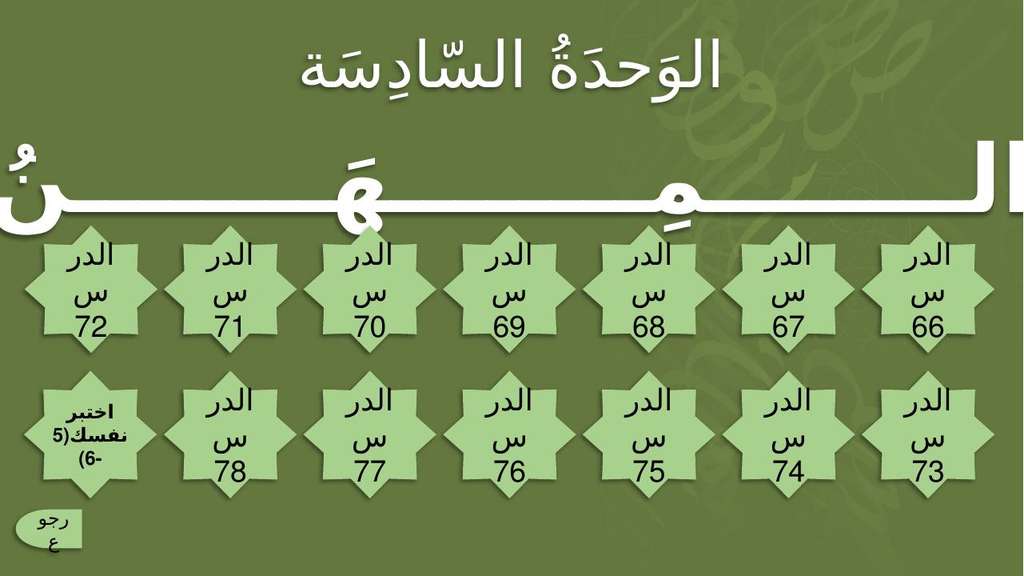 الوَحدَةُ السّادِسَة
الـــمِـــهَـــنُ
الدر
س
66
الدر
س
67
الدر
س
68
الدر
س
69
الدر
س
70
الدر
س
71
الدر
س
72
الدر
س
73
الدر
س
74
الدر
س
75
الدر
س
76
الدر
س
77
الدر
س
78
اختبر
نفسك(5
-6)
رجو
ع